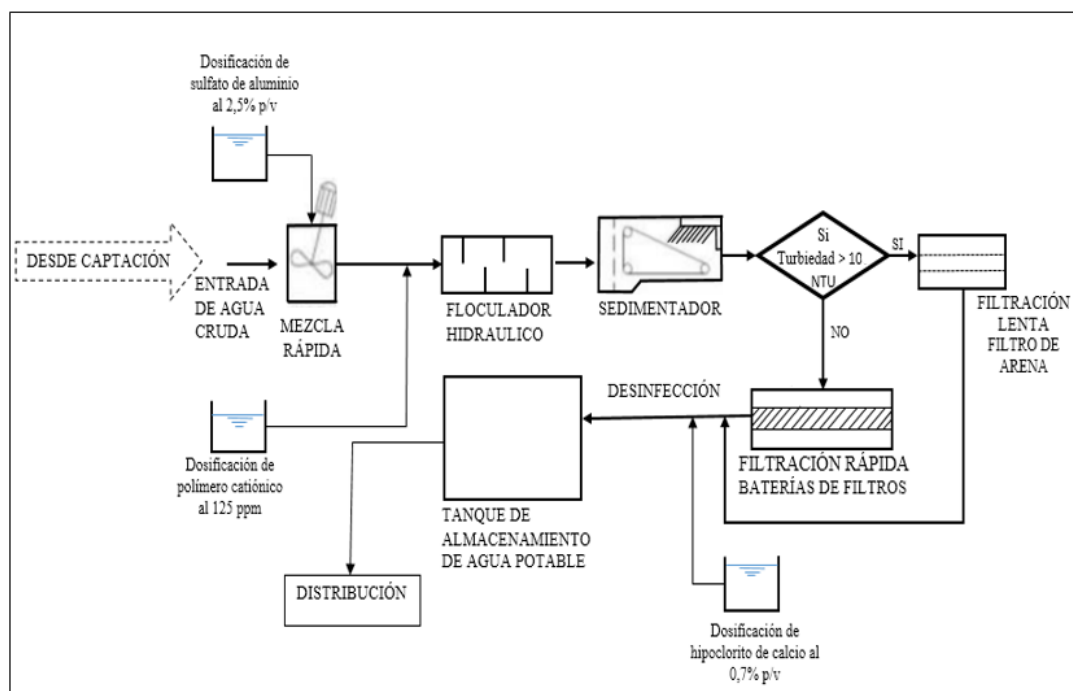 Dosificación de
sulfato de aluminio
al 2,5% p/v
DESDE CAPTACIÓN
ENTRADA
DE AGUA
CRUDA
MEZCLA
RÁPIDA
FLOCULADOR
HIDRAULICO
SEDIMENTADOR
Si
Turbiedad > 10
NTU
SI
NO
FILTRACIÓN
LENTA
FILTRO DE
ARENA
DESINFECCIÓN
FILTRACIÓN RÁPIDA
BATERÍAS DE FILTROS
Dosificación de
polímero catiónico
al 125 ppm
TANQUE DE
ALMACENAMIENTO
DE AGUA POTABLE
DISTRIBUCIÓN
Dosificación de
hipoclorito de calcio al
0,7% p/v